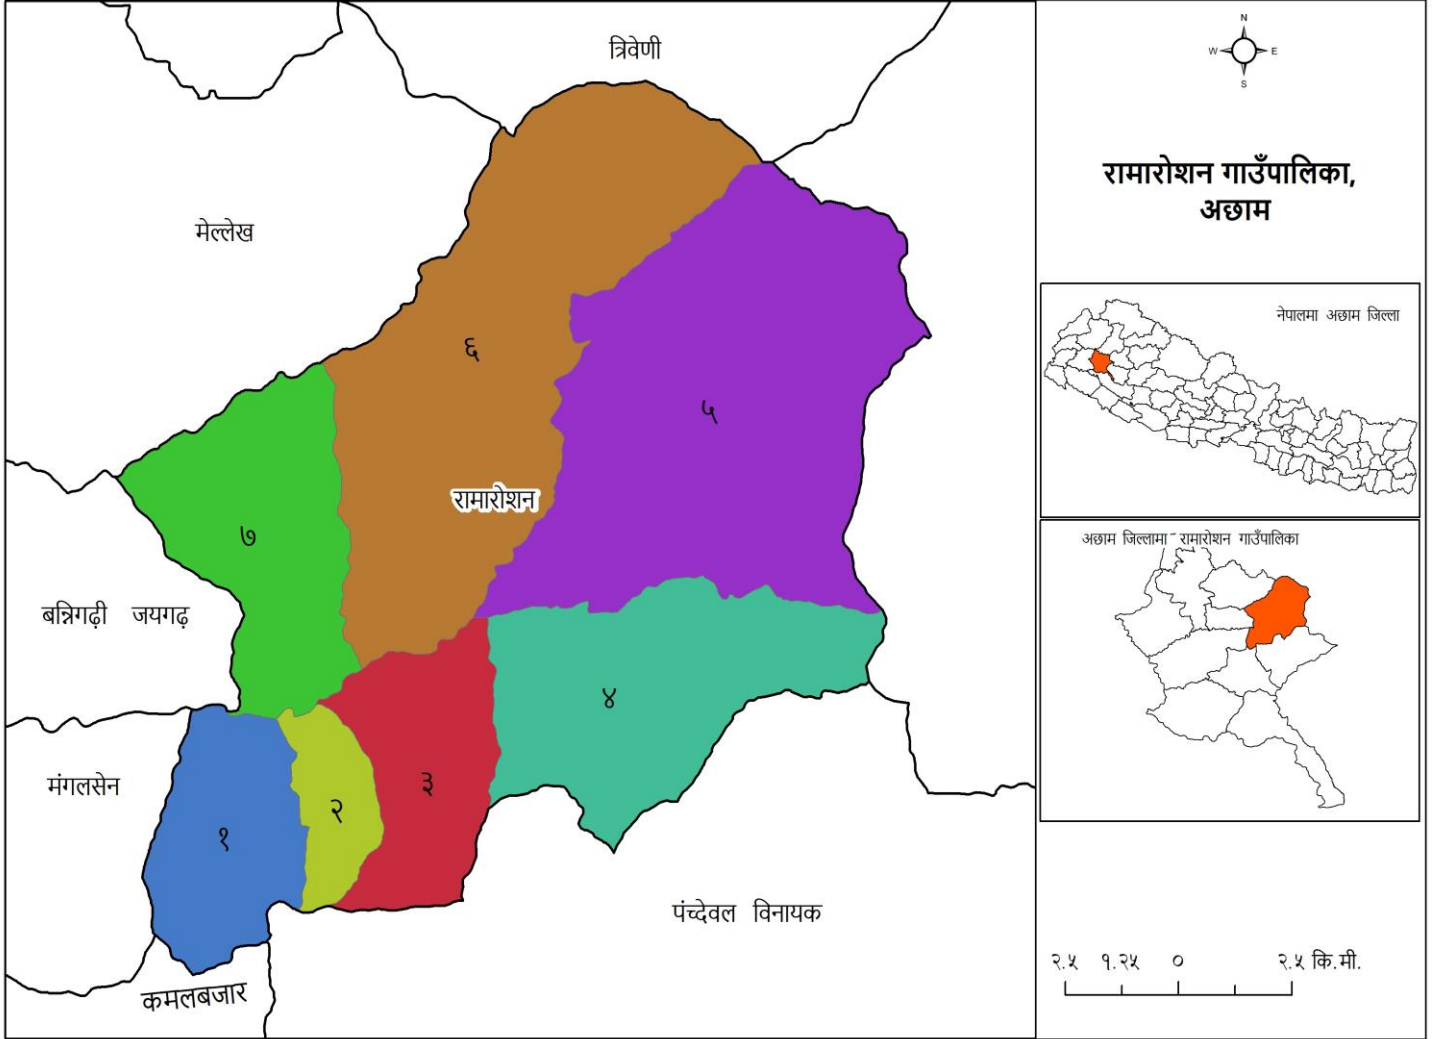 त्रिवेणी
मेल्लेख
६
५
रामारोशन
७
बन्निगढ़ी जयगढ़
४
मंगलसेन
३
२
१
पंच्देवल विनायक
कमलबजार
N
W E
S
रामारोशन गाउँपालिका,
अछाम
नेपालमा अछाम जिल्ला
अछाम जिल्लामा रामारोशन गाउँपालिका
२.५ १.२५ ० २.५ कि.मी.